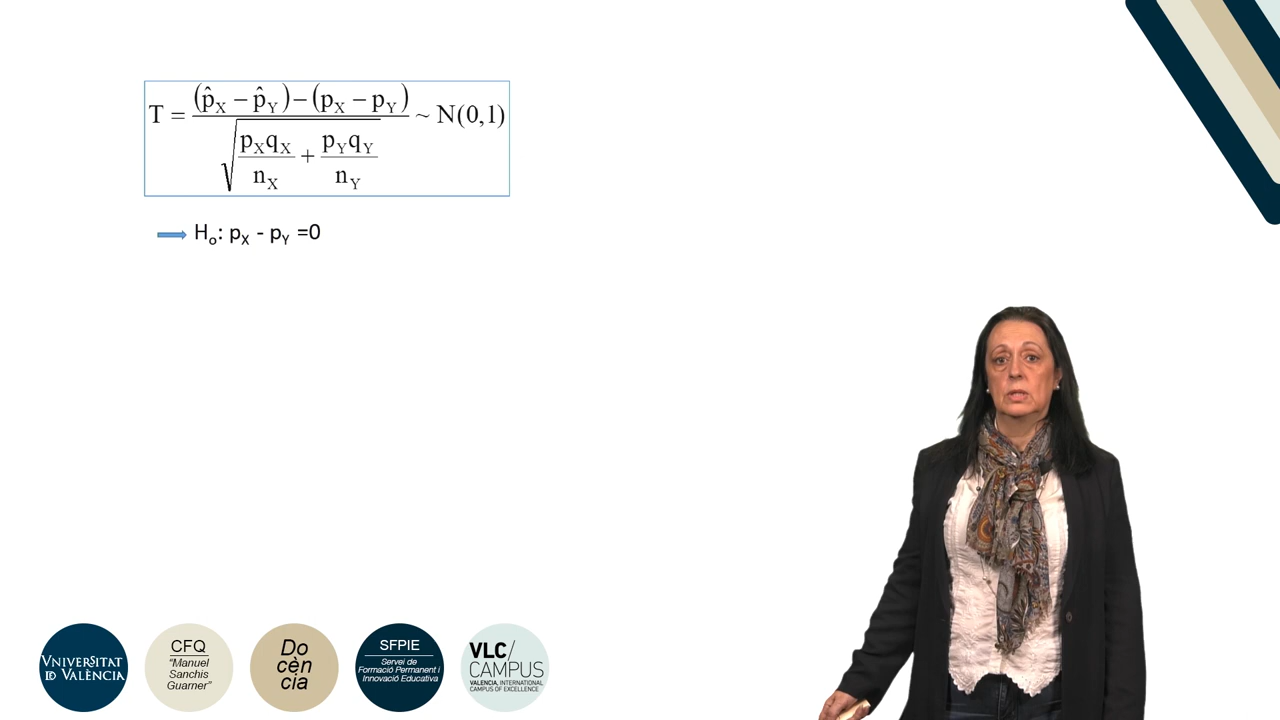 T = (p̂X − p̂Y) − (pX − pY) / √(pXqX/nX + pYqY/nY) ~ N(0,1)
Ho: pX - pY =0
VNIVERSITAT
ID VALÈNCIA
CFQ
"Manuel
Sanchis
Guarner"
Do
cèn
cia
SFPIE
Servei de
Formació Permanent i
Innovació Educativa
VLC/
CAMPUS
VALENCIA, INTERNATIONAL
CAMPUS OF EXCELLENCE